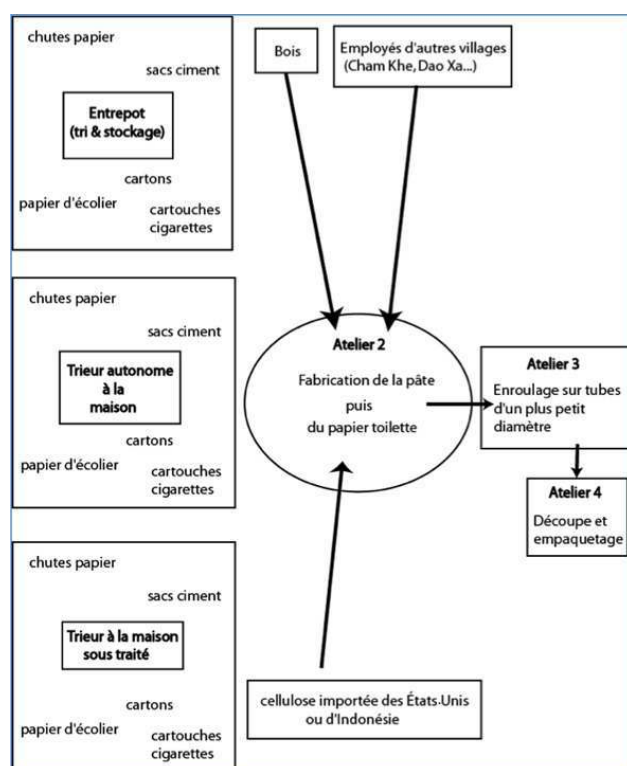 chutes papier
sacs ciment
Entrepot
(tri & stockage)
cartons
papier d'écolier
cartouches
cigarettes
Bois
Employés d'autres villages
(Cham Khe, Dao Xa...)
chutes papier
sacs ciment
Trieur autonome
à la
maison
cartons
papier d'écolier
cartouches
cigarettes
Atelier 2
Fabrication de la pâte
puis
du papier toilette
Atelier 3
Enroulage sur tubes
d'un plus petit
diamètre
Atelier 4
Découpe et
empaquetage
chutes papier
sacs ciment
Trieur à la maison
sous traité
cartons
papier d'écolier
cartouches
cigarettes
cellulose importée des États-Unis
ou d'Indonésie